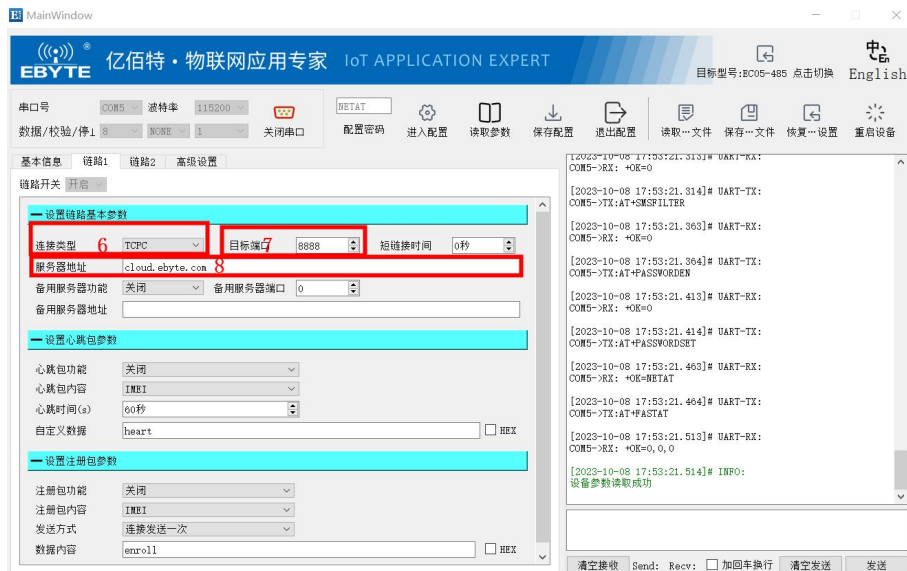 MainWindow
EBYTE ® 亿佰特·物联网应用专家 IoT APPLICATION EXPERT
目标型号:EC05-485 点击切换 English
串口号 COM5 波特率 115200 关闭串口
数据/校验/停1 8 NONE 1
NETAT 配置密码 进入配置 读取参数 保存配置 退出配置 读取…文件 保存…文件 恢复…设置 重启设备
基本信息 链路1 链路2 高级设置
链路开关 开启
设置链路基本参数
连接类型 6 TCPC 目标端口 7 8888 短链接时间 0秒
服务器地址 cloud.ebyte.com 8
备用服务器功能 关闭 备用服务器端口 0
备用服务器地址
设置心跳包参数
心跳包功能 关闭
心跳包内容 IMEI
心跳时间(s) 60秒
自定义数据 heart HEX
设置注册包参数
注册包功能 关闭
注册包内容 IMEI
发送方式 连接发送一次
数据内容 enroll HEX
[2023-10-08 17:53:21.313]# UART-RX:
COM5->RX: +OK=0
[2023-10-08 17:53:21.314]# UART-TX:
COM5->TX:AT+SMSFILTER
[2023-10-08 17:53:21.363]# UART-RX:
COM5->RX: +OK=0
[2023-10-08 17:53:21.364]# UART-TX:
COM5->TX:AT+PASSWORDEN
[2023-10-08 17:53:21.413]# UART-RX:
COM5->RX: +OK=0
[2023-10-08 17:53:21.414]# UART-TX:
COM5->TX:AT+PASSWORDSET
[2023-10-08 17:53:21.463]# UART-RX:
COM5->RX: +OK=NETAT
[2023-10-08 17:53:21.464]# UART-TX:
COM5->TX:AT+FASTAT
[2023-10-08 17:53:21.513]# UART-RX:
COM5->RX: +OK=0,0,0
[2023-10-08 17:53:21.514]# INFO:
设备参数读取成功
清空接收 Send: Recv: 加回车换行 清空发送 发送